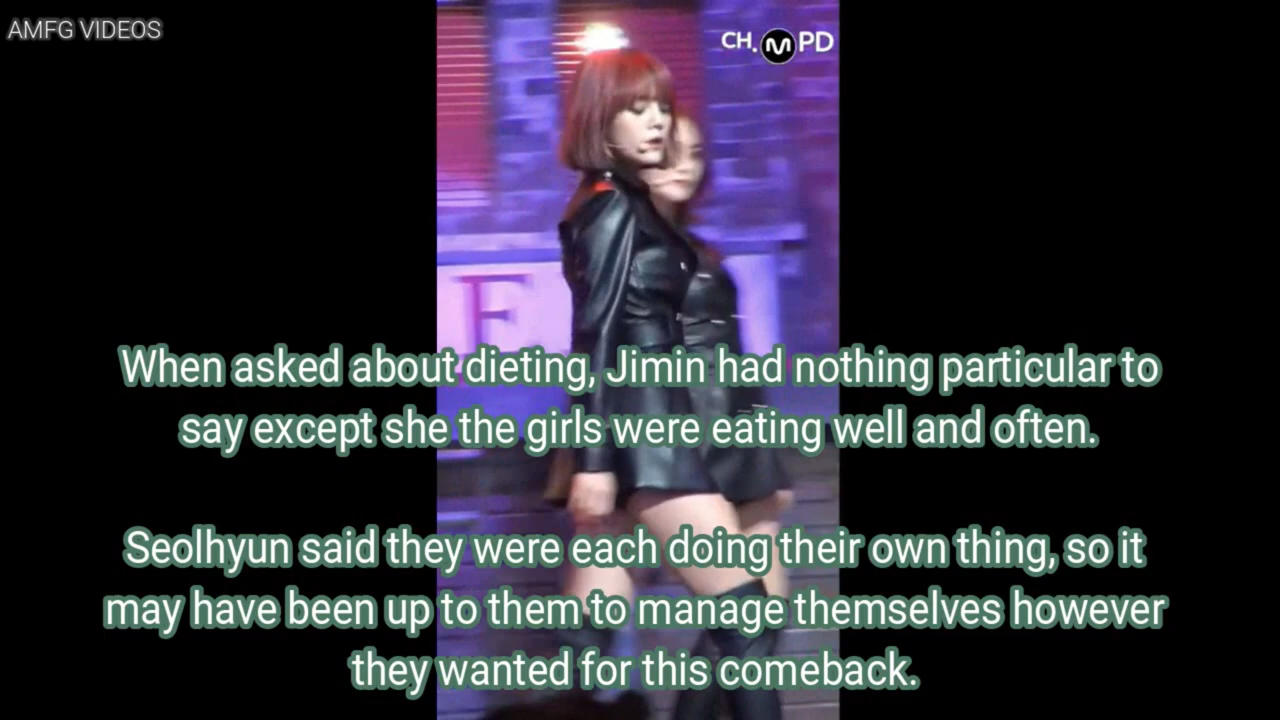 AMFG VIDEOS
CH. M PD
F
When asked about dieting, Jimin had nothing particular to
say except she the girls were eating well and often.
Seolhyun said they were each doing their own thing, so it
may have been up to them to manage themselves however
they wanted for this comeback.